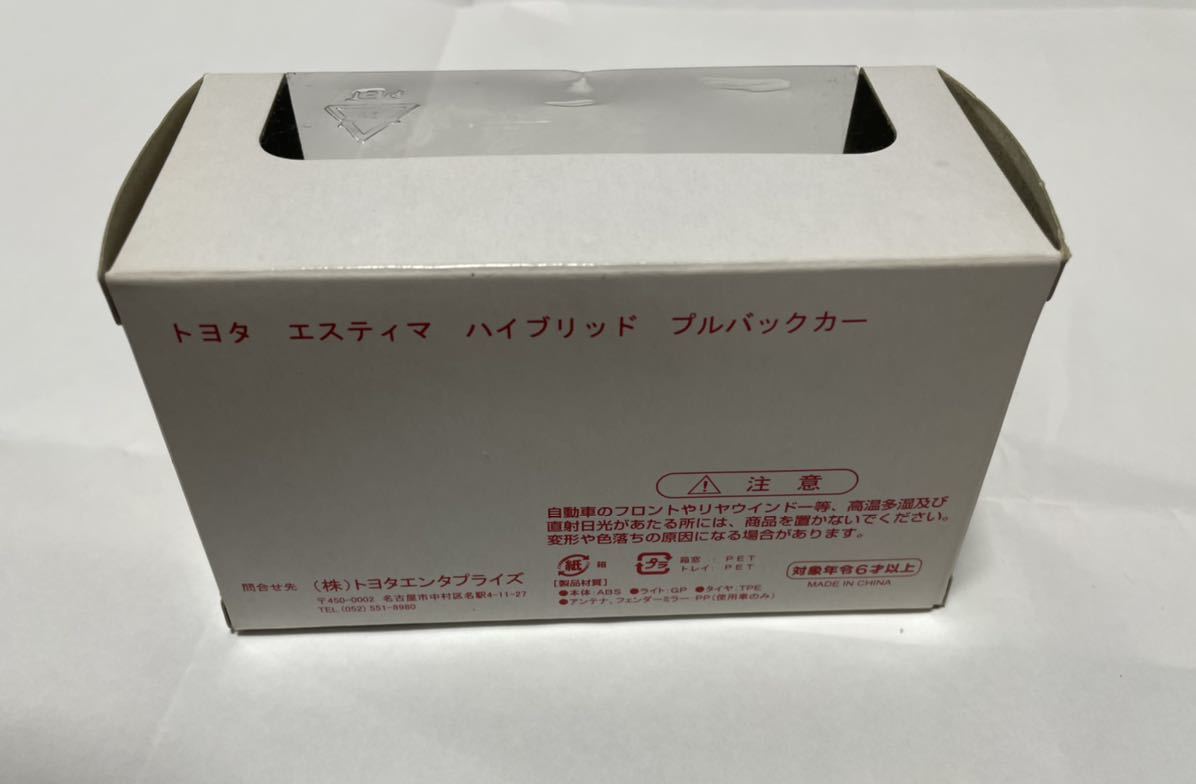 PET
トヨタ エスティマ ハイブリッド プルバックカー
⚠ 注意
自動車のフロントやリヤウインドー等、高温多湿及び
直射日光があたる所には、商品を置かないでください。
変形や色落ちの原因になる場合があります。
紙 箱
プラ 箱窓:PET
トレイ:PET
対象年令6才以上
MADE IN CHINA
[製品材質]
●本体:ABS ●ライト:GP ●タイヤ:TPE
●アンテナ、フェンダーミラー PP(使用車のみ)
問合せ先 (株)トヨタエンタプライズ
〒450-0002 名古屋市中村区名駅4-11-27
TEL (052) 551-8980